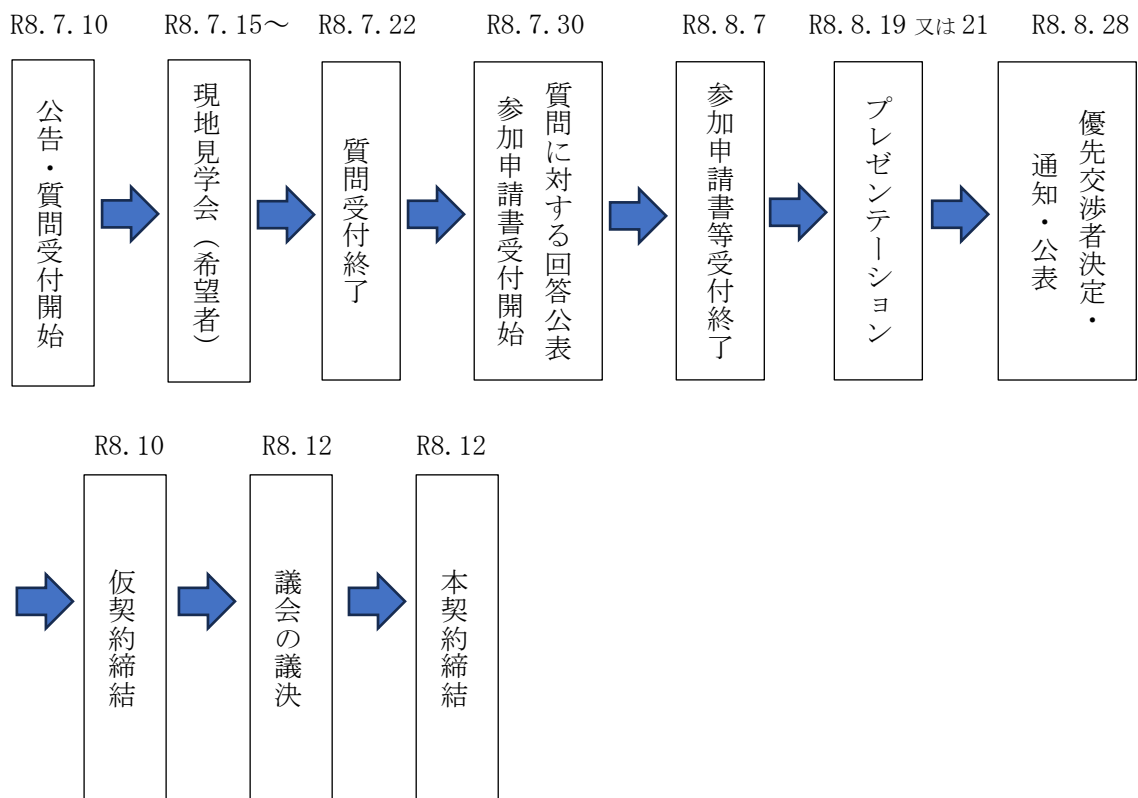 R8.7.10
R8.7.15～
R8.7.22
R8.7.30
R8.8.7
R8.8.19 又は 21
R8.8.28
公告・質問受付開始
現地見学会（希望者）
質問受付終了
質問に対する回答公表
参加申請書受付開始
参加申請書等受付終了
プレゼンテーション
優先交渉者決定・
通知・公表
R8.10
R8.12
R8.12
仮契約締結
議会の議決
本契約締結